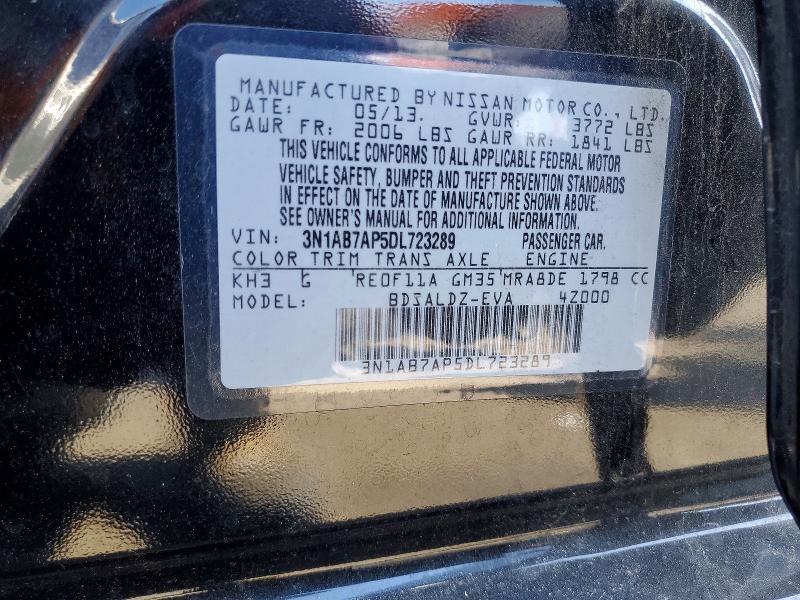 MANUFACTURED BY NISSAN MOTOR CO., LTD.
DATE: 05/13. GVWR: 3772 LBS
GAWR FR: 2006 LBS GAWR RR: 1841 LBS
THIS VEHICLE CONFORMS TO ALL APPLICABLE FEDERAL MOTOR
VEHICLE SAFETY, BUMPER AND THEFT PREVENTION STANDARDS
IN EFFECT ON THE DATE OF MANUFACTURE SHOWN ABOVE.
SEE OWNER'S MANUAL FOR ADDITIONAL INFORMATION.
VIN: 3N1AB7AP5DL723289 PASSENGER CAR.
COLOR TRIM TRANS AXLE ENGINE
KH3 G RE0F11A GM35 MRA8DE 1798 CC
MODEL: BDSALDZ-EVA 4Z000
3N1AB7AP5DL723289